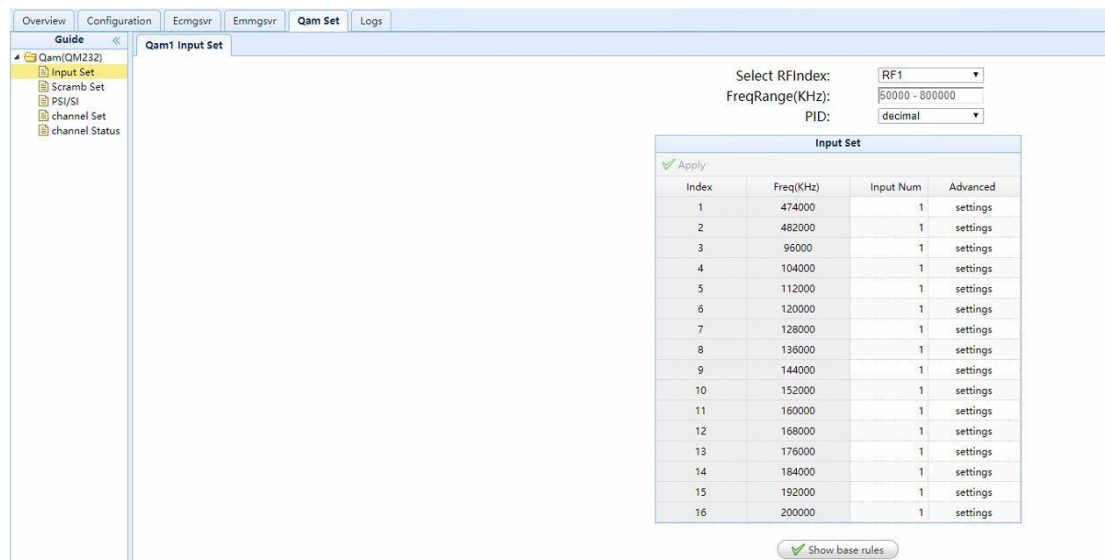 Overview Configuration Ecmgsvr Emmgsvr Qam Set Logs
Guide «
Qam1 Input Set
Qam(QM232)
Input Set
Scramb Set
PSI/SI
channel Set
channel Status
Select RFIndex: RF1
FreqRange(KHz): 50000 - 800000
PID: decimal
Input Set
Apply
Index Freq(KHz) Input Num Advanced
1 474000 1 settings
2 482000 1 settings
3 96000 1 settings
4 104000 1 settings
5 112000 1 settings
6 120000 1 settings
7 128000 1 settings
8 136000 1 settings
9 144000 1 settings
10 152000 1 settings
11 160000 1 settings
12 168000 1 settings
13 176000 1 settings
14 184000 1 settings
15 192000 1 settings
16 200000 1 settings
Show base rules